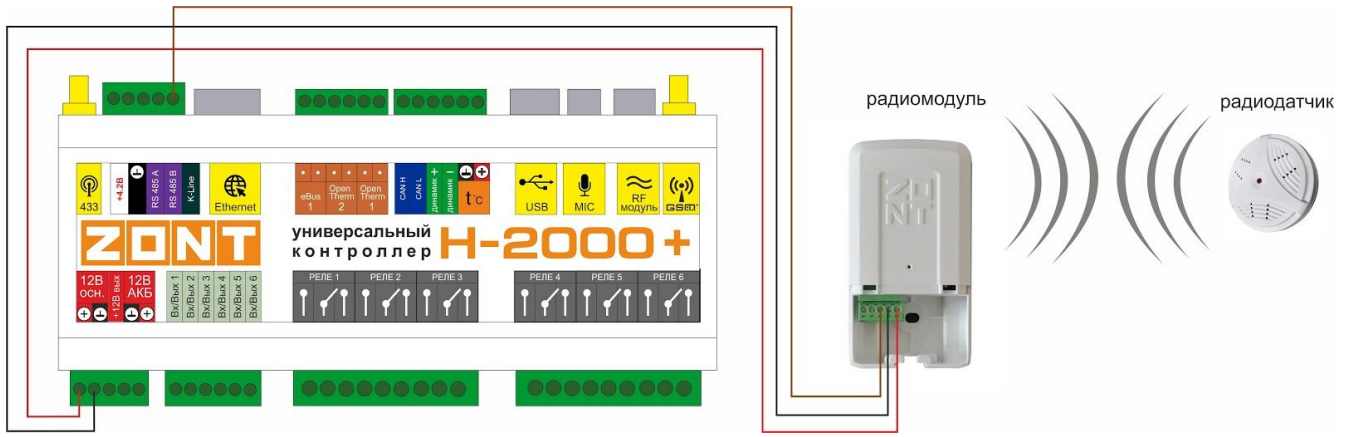 радиомодуль
радиодатчик
433
+4.2В
RS 485 A
RS 485 B
K-Line
Ethernet
eBus 1
Open Therm 2
Open Therm 1
CAN H
CAN L
динамик +
динамик –
t°c
USB
MIC
RF модуль
GSM
ZONT
универсальный
контроллер
H-2000+
12В осн.
+12В вых
12В АКБ
Вх/Вых 1
Вх/Вых 2
Вх/Вых 3
Вх/Вых 4
Вх/Вых 5
Вх/Вых 6
РЕЛЕ 1
РЕЛЕ 2
РЕЛЕ 3
РЕЛЕ 4
РЕЛЕ 5
РЕЛЕ 6
ZO
NT